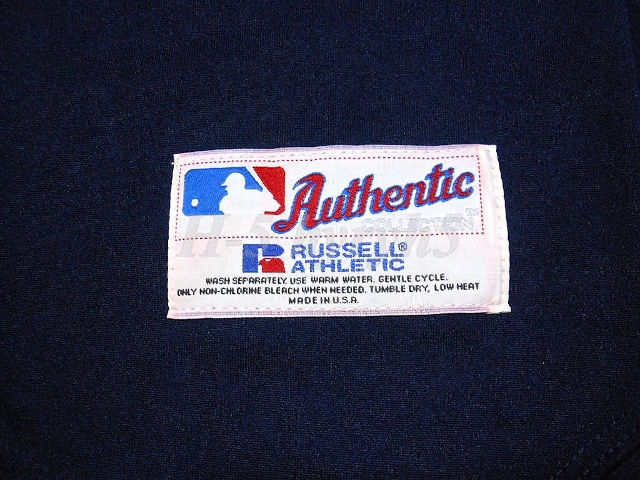 Authentic
COLLECTION™
RUSSELL®
ATHLETIC
WASH SEPARATELY. USE WARM WATER. GENTLE CYCLE.
ONLY NON-CHLORINE BLEACH WHEN NEEDED. TUMBLE DRY, LOW HEAT
MADE IN U.S.A.